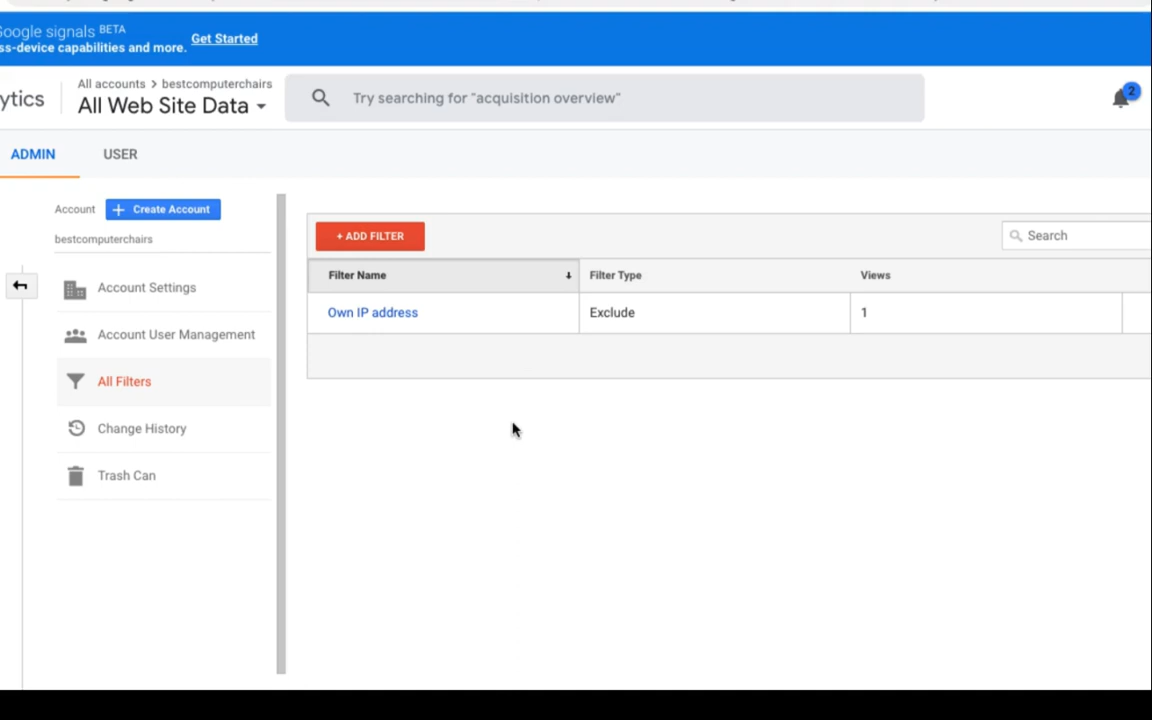 Google signals BETA
ss-device capabilities and more. Get Started
ytics
All accounts > bestcomputerchairs
All Web Site Data
Try searching for "acquisition overview"
2
ADMIN
USER
Account
+ Create Account
bestcomputerchairs
Account Settings
Account User Management
All Filters
Change History
Trash Can
+ ADD FILTER
Search
Filter Name
Filter Type
Views
Own IP address
Exclude
1